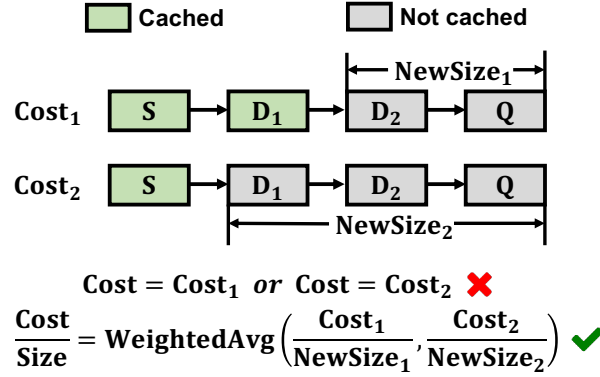 Cached Not cached
NewSize₁
Cost₁ S D₁ D₂ Q
Cost₂ S D₁ D₂ Q
NewSize₂
Cost = Cost₁ or Cost = Cost₂ ❌
Cost/Size = WeightedAvg(Cost₁/NewSize₁, Cost₂/NewSize₂) ✔